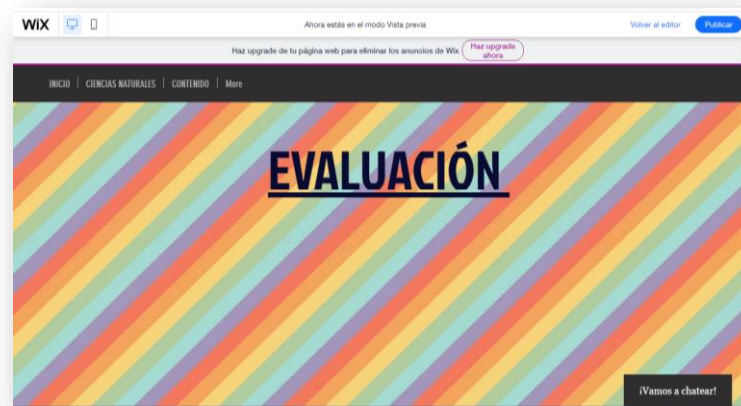 WiX
Ahora estás en el modo Vista previa
Volver al editor
Publicar
Haz upgrade de tu página web para eliminar los anuncios de Wix
Haz upgrade
ahora
INICIO
CIENCIAS NATURALES
CONTENIDO
More
EVALUACIÓN
¡Vamos a chatear!